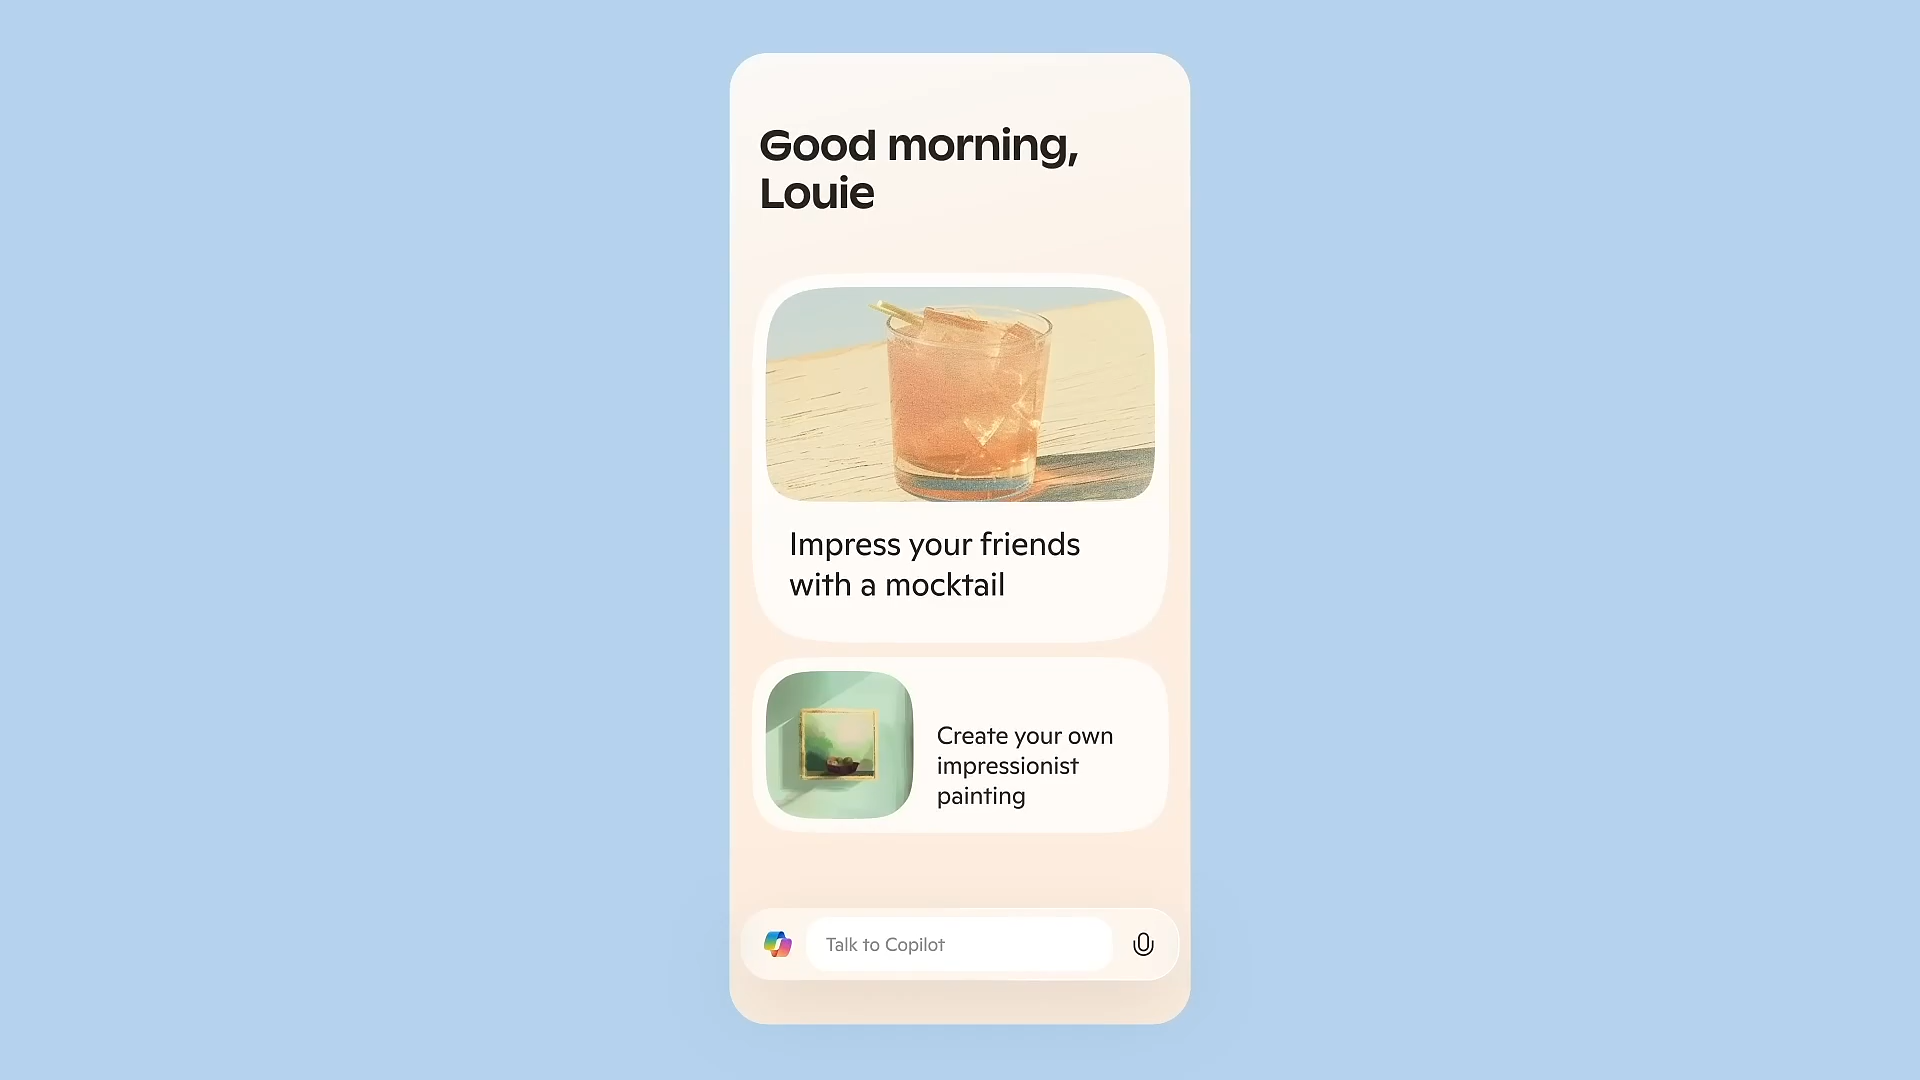 Good morning,
Louie
Impress your friends
with a mocktail
Create your own
impressionist
painting
Talk to Copilot